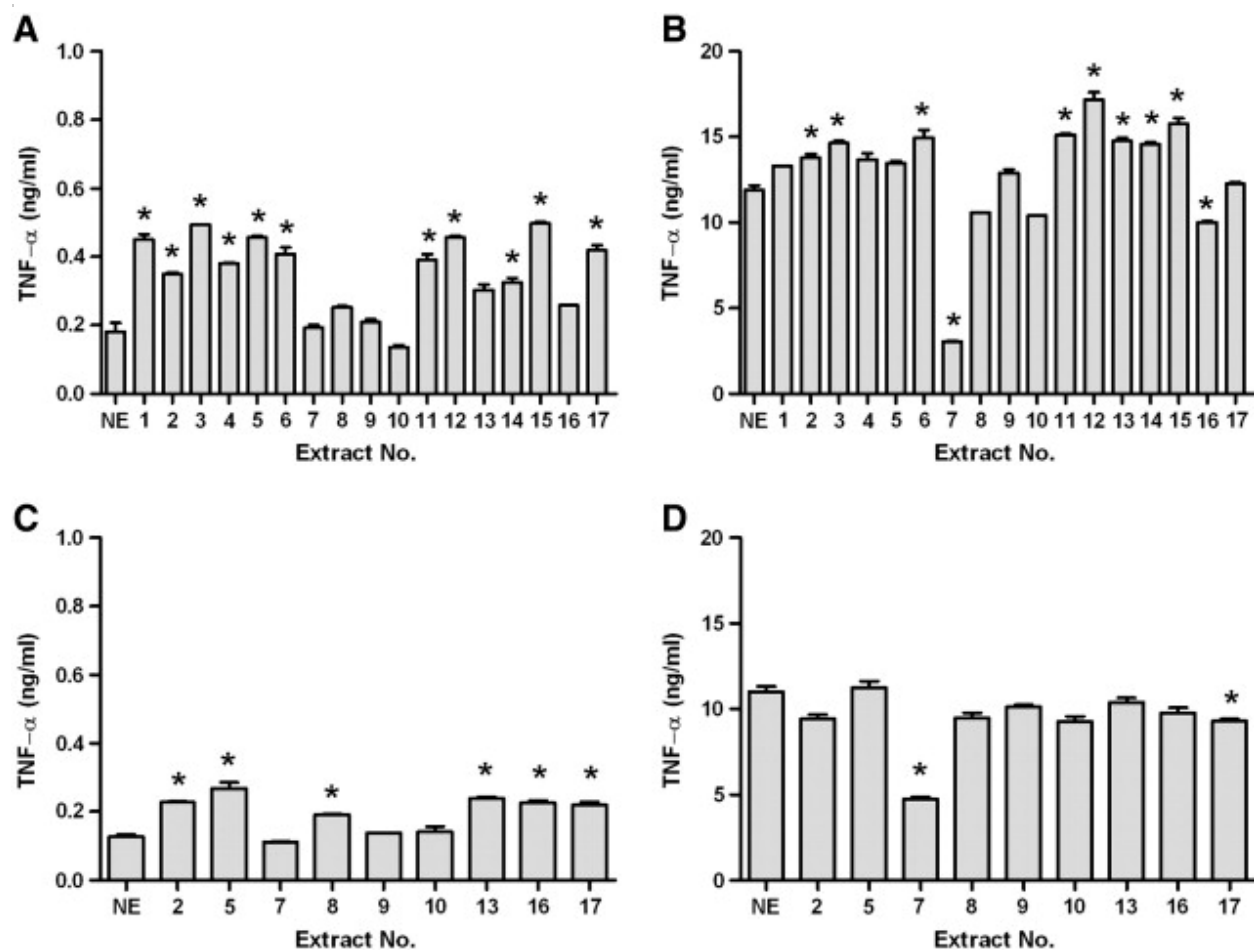 A
TNF-α (ng/ml)
1.0
0.8
0.6
0.4
0.2
0.0
* * * * * * * * * * *
NE 1 2 3 4 5 6 7 8 9 10 11 12 13 14 15 16 17
Extract No.
B
TNF-α (ng/ml)
20
15
10
5
0
* * * * * * * * * *
NE 1 2 3 4 5 6 7 8 9 10 11 12 13 14 15 16 17
Extract No.
C
TNF-α (ng/ml)
1.0
0.8
0.6
0.4
0.2
0.0
* * * * * *
NE 2 5 7 8 9 10 13 16 17
Extract No.
D
TNF-α (ng/ml)
20
15
10
5
0
* *
NE 2 5 7 8 9 10 13 16 17
Extract No.